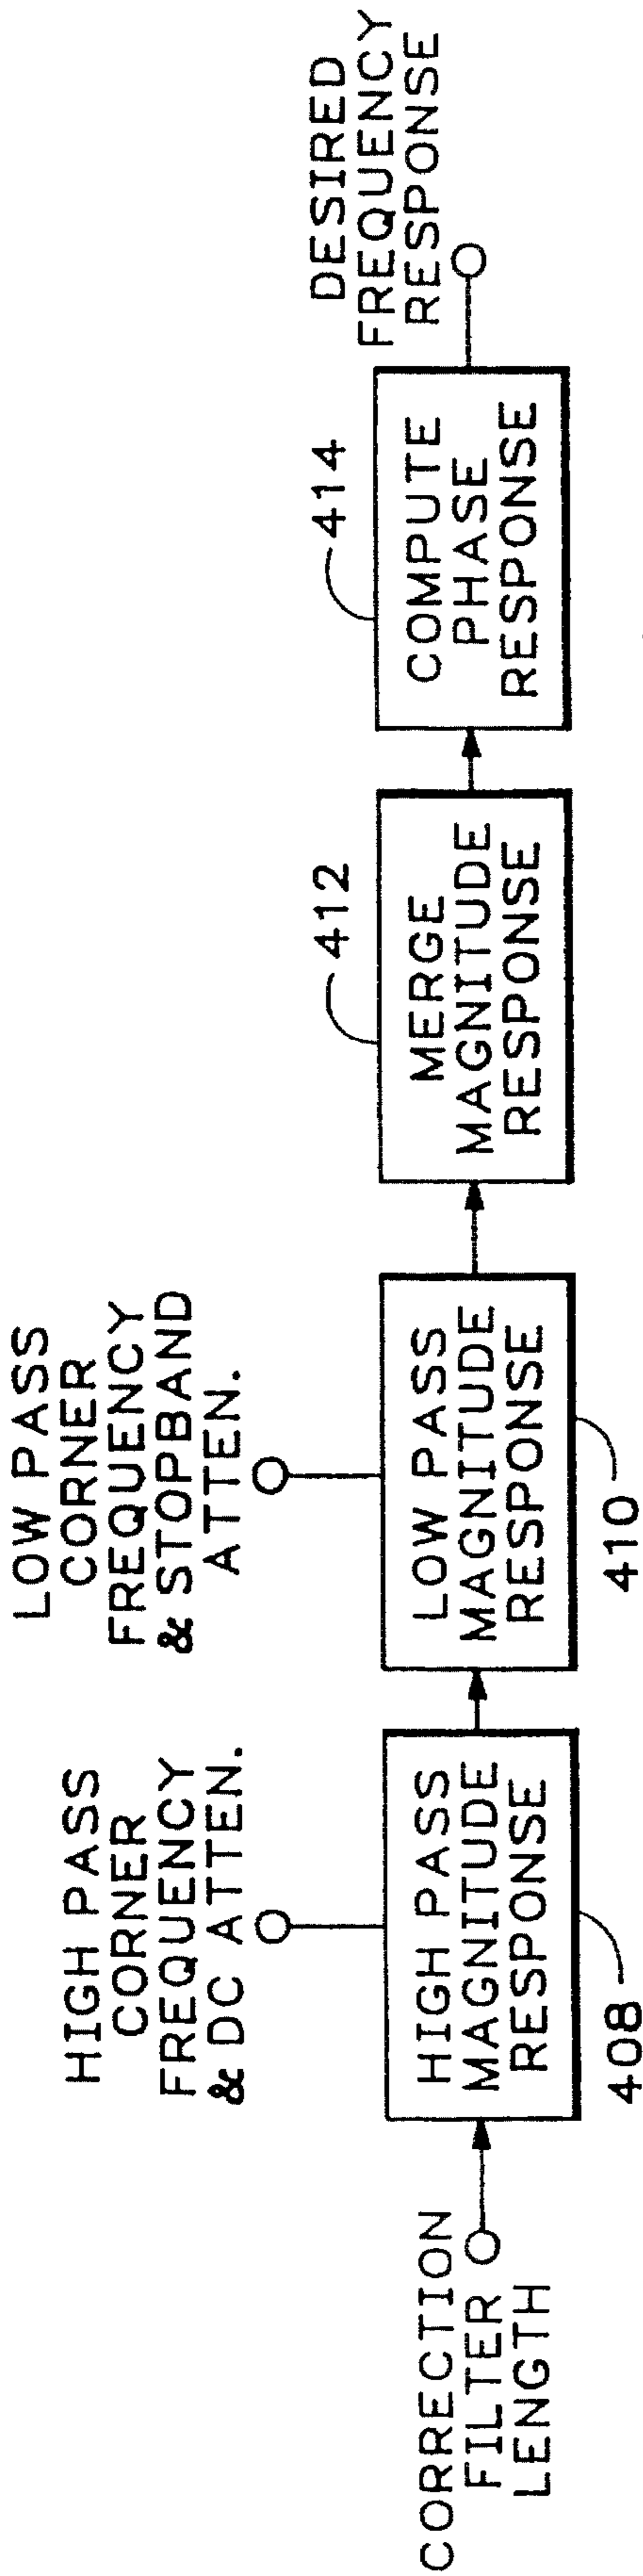 CORRECTION
FILTER
LENGTH
HIGH PASS
CORNER
FREQUENCY
& DC ATTEN.
HIGH PASS
MAGNITUDE
RESPONSE
408
LOW PASS
CORNER
FREQUENCY
& STOPBAND
ATTEN.
LOW PASS
MAGNITUDE
RESPONSE
410
MERGE
MAGNITUDE
RESPONSE
412
COMPUTE
PHASE
RESPONSE
414
DESIRED
FREQUENCY
RESPONSE